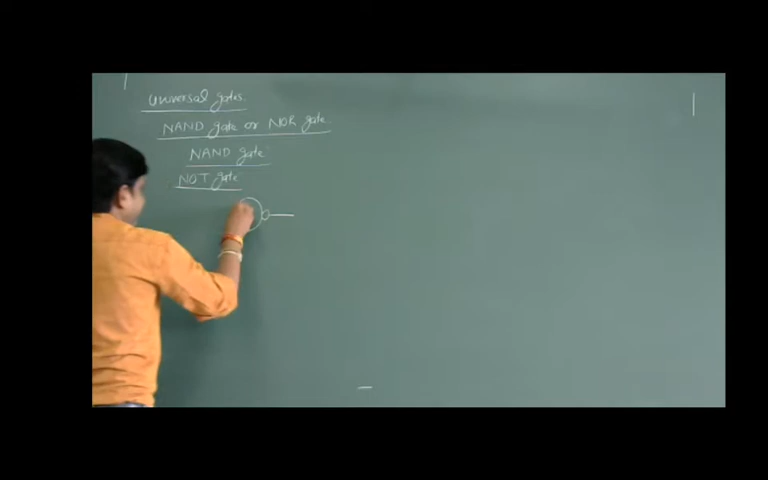 universal gates.
NAND gate or NOR gate
NAND gate
NOT gate